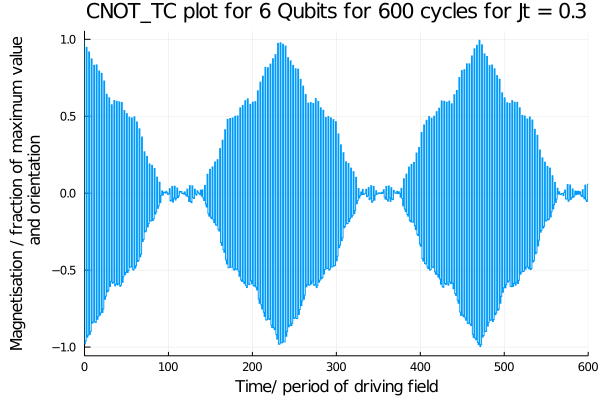 CNOT_TC plot for 6 Qubits for 600 cycles for Jt = 0.3
Magnetisation / fraction of maximum value
and orientation
1.0
0.5
0.0
−0.5
−1.0
0 100 200 300 400 500 600
Time/ period of driving field